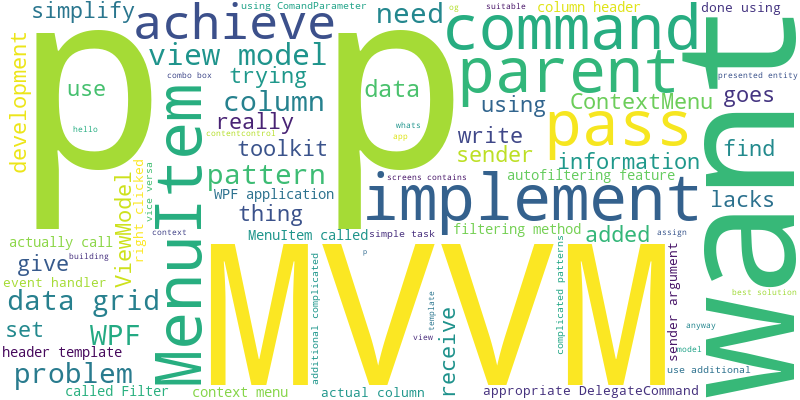 simplify
achieve
using ComandParameter
og
suitable
column header
done using
need
command
want
p
p
view model
combo box
trying
parent
presented entity
development
use
data
column
using
ContextMenu
goes
hello
really
whats
pass
contentcontrol
app
write
toolkit
sender
find
MenuItem
vice versa
right clicked
ViewModel
pattern
screens contains
autofiltering feature
information
WPF application
implement
lacks
thing
context
actually call
MenuItem called
simple task
filtering method
added
assign
give
building
p
event handler
MVVM
data grid
additional complicated
template
receive
complicated patterns
sender argument
best solution
set
WPF
view
anyway
header template
model
problem
use additional
called Filter
context menu
actual column
appropriate DelegateCommand